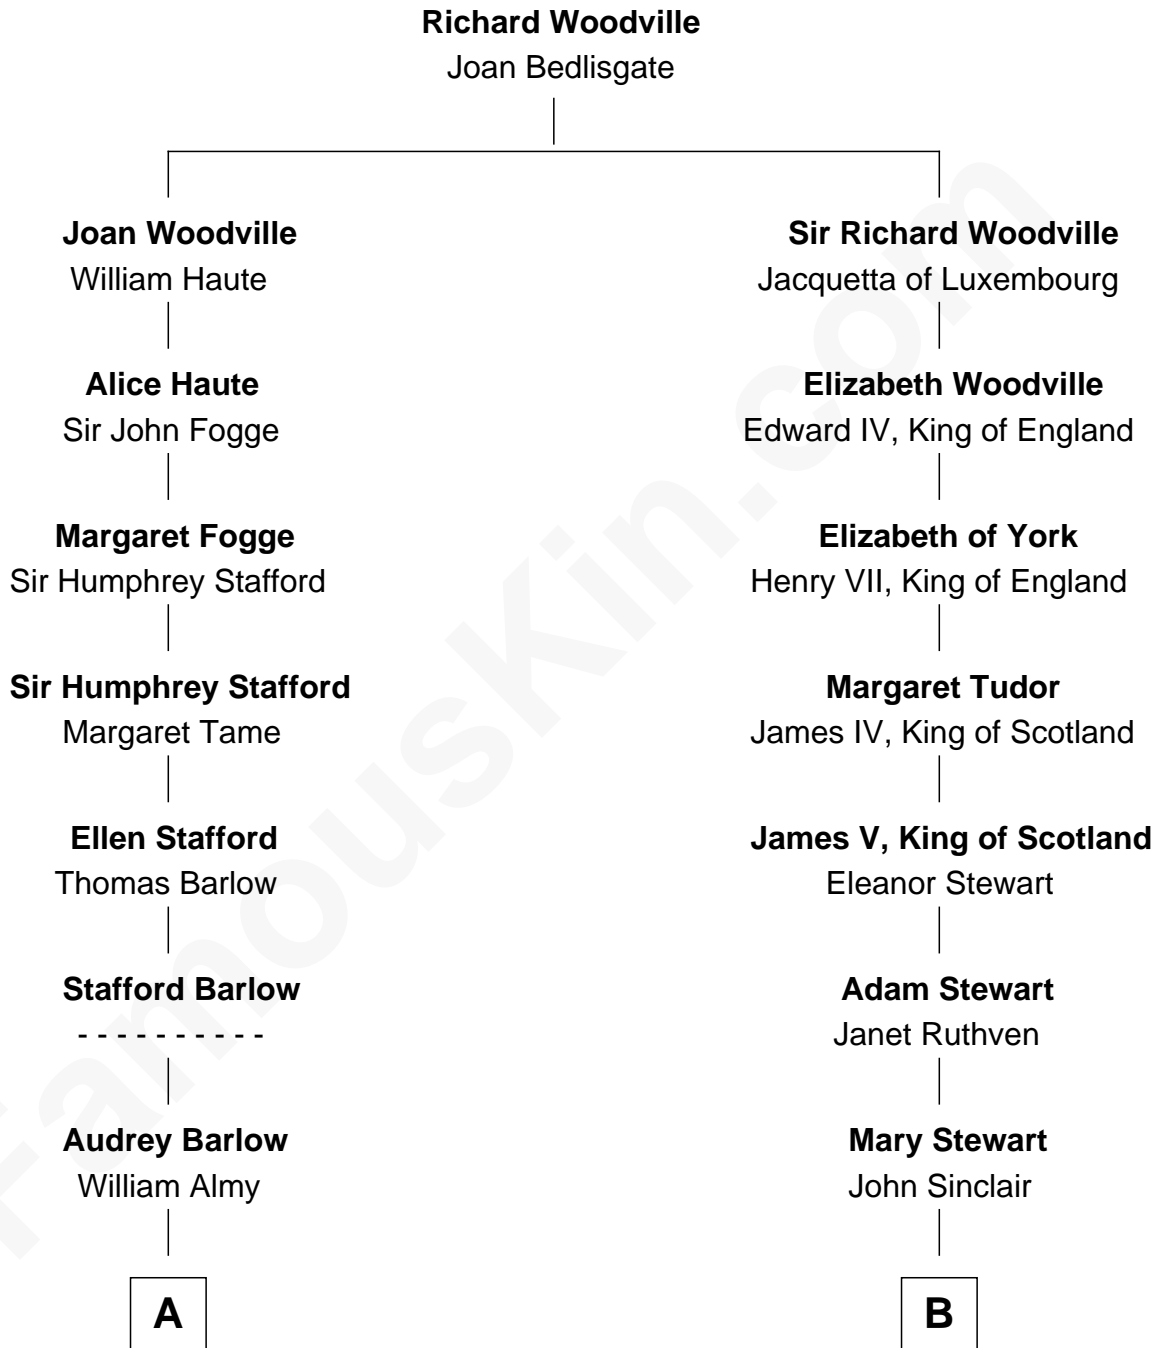 Richard Woodville
Joan Bedlisgate
Joan Woodville
William Haute
Sir Richard Woodville
Jacquetta of Luxembourg
Alice Haute
Sir John Fogge
Elizabeth Woodville
Edward IV, King of England
Margaret Fogge
Sir Humphrey Stafford
Elizabeth of York
Henry VII, King of England
Sir Humphrey Stafford
Margaret Tame
Margaret Tudor
James IV, King of Scotland
Ellen Stafford
Thomas Barlow
James V, King of Scotland
Eleanor Stewart
Stafford Barlow
- - - - - - - - - -
Adam Stewart
Janet Ruthven
Audrey Barlow
William Almy
Mary Stewart
John Sinclair
A
B
FamousKin.com